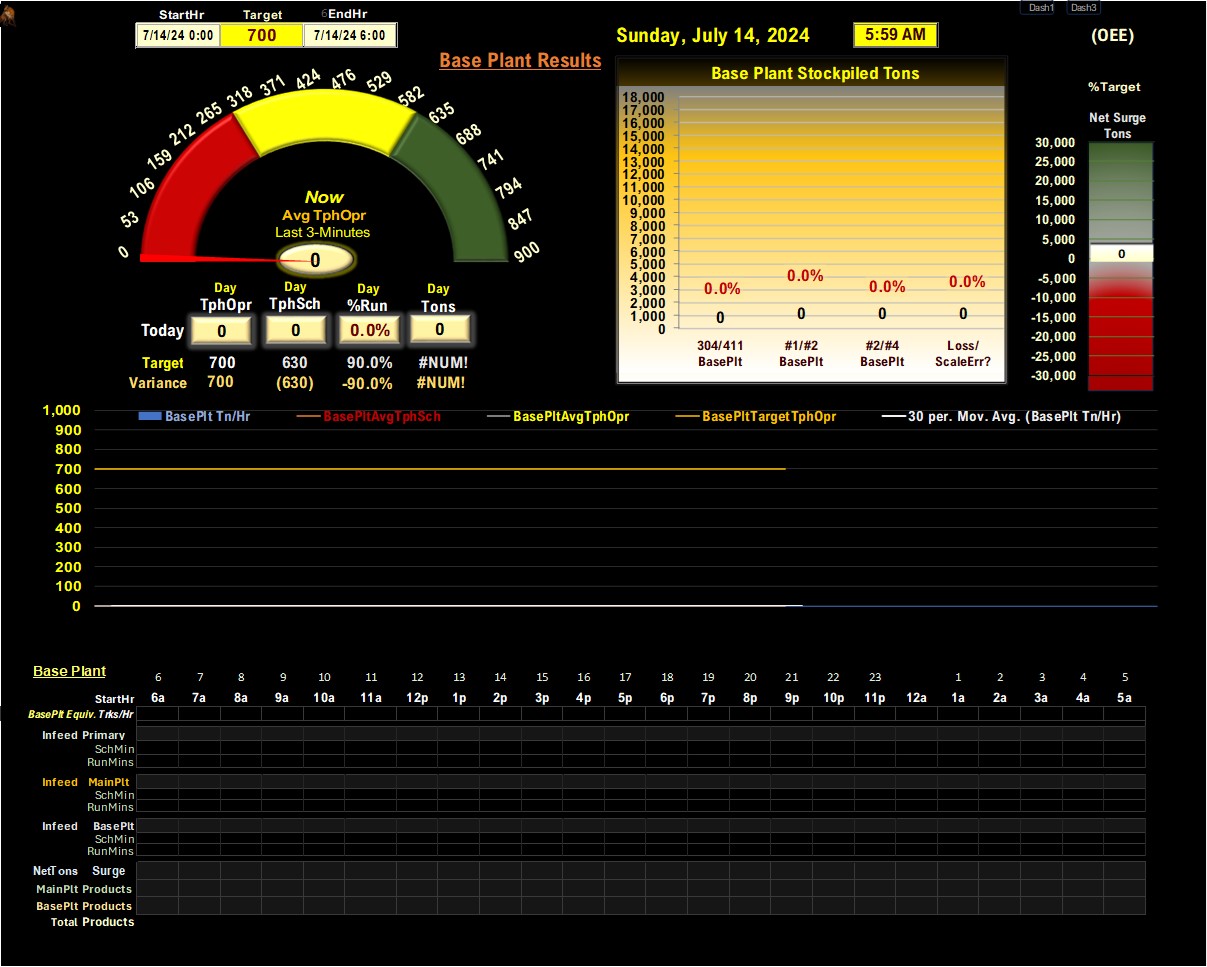 StartHr Target 6EndHr
7/14/24 0:00 700 7/14/24 6:00
Sunday, July 14, 2024 5:59 AM
Dash1 Dash3
(OEE)
Base Plant Results
Base Plant Stockpiled Tons
%Target
Net Surge
Tons
0
53
106
159
212
265
318
371
424
476
529
582
635
688
741
794
847
900
Now
Avg TphOpr
Last 3-Minutes
0
18,000
17,000
16,000
15,000
14,000
13,000
12,000
11,000
10,000
9,000
8,000
7,000
6,000
5,000
4,000
3,000
2,000
1,000
0
0.0% 0.0% 0.0% 0.0%
0 0 0 0
304/411 #1/#2 #2/#4 Loss/
BasePlt BasePlt BasePlt ScaleErr?
30,000
25,000
20,000
15,000
10,000
5,000
0
-5,000
-10,000
-15,000
-20,000
-25,000
-30,000
0
Day Day Day Day
TphOpr TphSch %Run Tons
Today 0 0 0.0% 0
Target 700 630 90.0% #NUM!
Variance 700 (630) -90.0% #NUM!
BasePlt Tn/Hr BasePltAvgTphSch BasePltAvgTphOpr BasePltTargetTphOpr 30 per. Mov. Avg. (BasePlt Tn/Hr)
1,000
900
800
700
600
500
400
300
200
100
0
Base Plant 6 7 8 9 10 11 12 13 14 15 16 17 18 19 20 21 22 23 1 2 3 4 5
StartHr 6a 7a 8a 9a 10a 11a 12p 1p 2p 3p 4p 5p 6p 7p 8p 9p 10p 11p 12a 1a 2a 3a 4a 5a
BasePlt Equiv. Trks/Hr
Infeed Primary
SchMin
RunMins
Infeed MainPlt
SchMin
RunMins
Infeed BasePlt
SchMin
RunMins
NetTons Surge
MainPlt Products
BasePlt Products
Total Products